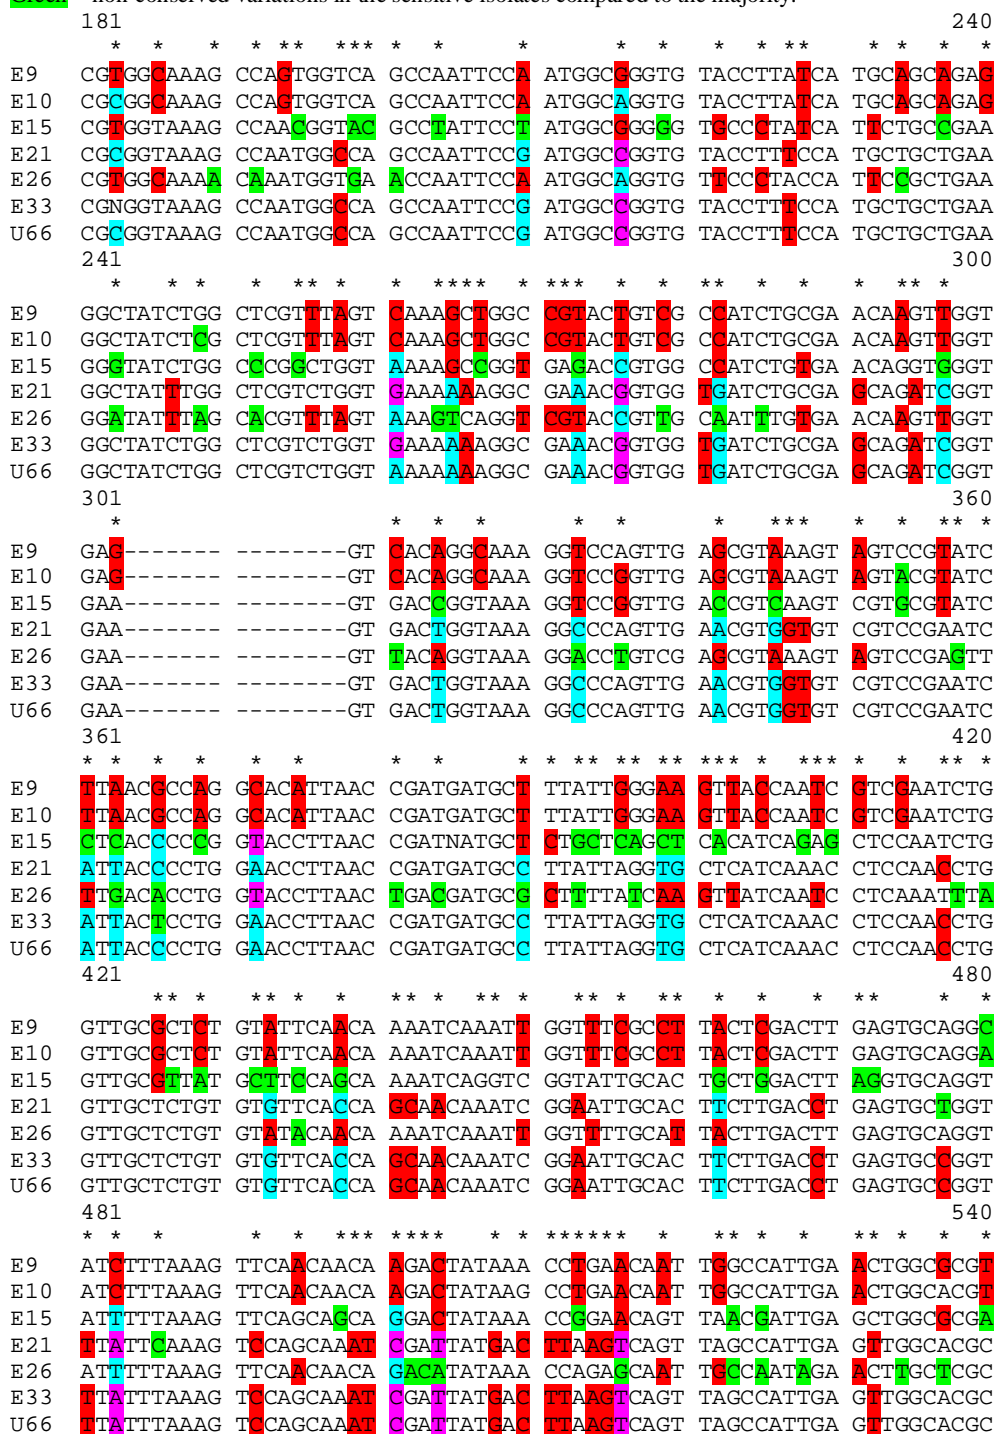 Green – non-conserved variations in the sensitive isolates compared to the majority.
181 240
* * * * ** *** * * * * * * * ** * * * *
E9 CGTGGCAAAG CCAGTGGTCA GCCAATTCCA ATGGCGGGTG TACCTTATCA TGCAGCAGAG
E10 CGCGGCAAAG CCAGTGGTCA GCCAATTCCA ATGGCAGGTG TACCTTATCA TGCAGCAGAG
E15 CGTGGTAAAG CCAACGGTAC GCCTATTCCT ATGGCGGGGG TGCCCTATCA TTCTGCCGAA
E21 CGCGGTAAAG CCAATGGCCA GCCAATTCCG ATGGCCGGTG TACCTTTCCA TGCTGCTGAA
E26 CGTGGCAAAA CAAATGGTGA ACCAATTCCA ATGGCAGGTG TTCCCTACCA TTCCGCTGAA
E33 CGNGGTAAAG CCAATGGCCA GCCAATTCCG ATGGCCGGTG TACCTTTCCA TGCTGCTGAA
U66 CGCGGTAAAG CCAATGGCCA GCCAATTCCG ATGGCCGGTG TACCTTTCCA TGCTGCTGAA
241 300
* * * * ** * * **** * *** * * ** * * * ** *
E9 GGCTATCTGG CTCGTTTAGT CAAAGCTGGC CGTACTGTCG CCATCTGCGA ACAAGTTGGT
E10 GGCTATCTCG CTCGTTTAGT CAAAGCTGGC CGTACTGTCG CCATCTGCGA ACAAGTTGGT
E15 GGGTATCTGG CCCGGCTGGT AAAAGCCGGT GAGACCGTGG CCATCTGTGA ACAGGTGGGT
E21 GGCTATTTGG CTCGTCTGGT GAAAAAAGGC GAAACGGTGG TGATCTGCGA GCAGATCGGT
E26 GGATATTTAG CACGTTTAGT AAAGTCAGGT CGTACCGTTG CAATTTGTGA ACAAGTTGGT
E33 GGCTATCTGG CTCGTCTGGT GAAAAAAGGC GAAACGGTGG TGATCTGCGA GCAGATCGGT
U66 GGCTATCTGG CTCGTCTGGT AAAAAAAGGC GAAACGGTGG TGATCTGCGA GCAGATCGGT
301 360
* * * * * * * *** * * ** *
E9 GAG------- --------GT CACAGGCAAA GGTCCAGTTG AGCGTAAAGT AGTCCGTATC
E10 GAG------- --------GT CACAGGCAAA GGTCCGGTTG AGCGTAAAGT AGTACGTATC
E15 GAA------- --------GT GACCGGTAAA GGTCCGGTTG ACCGTCAAGT CGTGCGTATC
E21 GAA------- --------GT GACTGGTAAA GGCCCAGTTG AACGTGGTGT CGTCCGAATC
E26 GAA------- --------GT TACAGGTAAA GGACCTGTCG AGCGTAAAGT AGTCCGAGTT
E33 GAA------- --------GT GACTGGTAAA GGCCCAGTTG AACGTGGTGT CGTCCGAATC
U66 GAA------- --------GT GACTGGTAAA GGCCCAGTTG AACGTGGTGT CGTCCGAATC
361 420
* * * * * * * * ** ** *** * *** * * *
E9 TTAACGCCAG GCACATTAAC CGATGATGCT TTATTGGGAA GTTACCAATC GTCGAATCTG
E10 TTAACGCCAG GCACATTAAC CGATGATGCT TTATTGGGAA GTTACCAATC GTCGAATCTG
E15 CTCACCCCCG GTACCTTAAC CGATNATGCT CTGCTCAGCT CACATCAGAG CTCCAATCTG
E21 ATTACCCCTG GAACCTTAAC CGATGATGCC TTATTAGGTG CTCATCAAAC CTCCAACCTG
E26 TTGACACCTG GTACCTTAAC TGACGATGCG CTTTTATCAA GTTATCAATC CTCAAATTTA
E33 ATTACTCCTG GAACCTTAAC CGATGATGCC TTATTAGGTG CTCATCAAAC CTCCAACCTG
U66 ATTACCCCTG GAACCTTAAC CGATGATGCC TTATTAGGTG CTCATCAAAC CTCCAACCTG
421 480
** * ** * * ** * ** * ** * ** * * * ** * *
E9 GTTGCGCTCT GTATTCAACA AAATCAAATT GGTTTCGCCT TACTCGACTT GAGTGCAGGC
E10 GTTGCGCTCT GTATTCAACA AAATCAAATT GGTTTCGCCT TACTCGACTT GAGTGCAGGA
E15 GTTGCGTTAT GCTTCCAGCA AAATCAGGTC GGTATTGCAC TGCTGGACTT AGGTGCAGGT
E21 GTTGCTCTGT GTGTTCACCA GCAACAAATC GGAATTGCAC TTCTTGACCT GAGTGCTGGT
E26 GTTGCTCTGT GTATACAACA AAATCAAATT GGTTTTGCAT TACTTGACTT GAGTGCAGGT
E33 GTTGCTCTGT GTGTTCACCA GCAACAAATC GGAATTGCAC TTCTTGACCT GAGTGCCGGT
U66 GTTGCTCTGT GTGTTCACCA GCAACAAATC GGAATTGCAC TTCTTGACCT GAGTGCCGGT
481 540
* * * * * *** **** * * ****** * ** * * ** * * *
E9 ATCTTTAAAG TTCAACAACA AGACTATAAA CCTGAACAAT TGGCCATTGA ACTGGCGCGT
E10 ATCTTTAAAG TTCAACAACA AGACTATAAG CCTGAACAAT TGGCCATTGA ACTGGCACGT
E15 ATTTTTAAAG TTCAGCAGCA GGACTATAAA CCGGAACAGT TAACGATTGA GCTGGCGCGA
E21 TTATTCAAAG TCCAGCAAAT CGATTATGAC TTAAGTCAGT TAGCCATTGA GTTGGCACGC
E26 ATTTTTAAAG TTCAACAACA GACATATAAA CCAGAGCAAT TGCCAATAGA ACTTGCTCGC
E33 TTATTTAAAG TCCAGCAAAT CGATTATGAC TTAAGTCAGT TAGCCATTGA GTTGGCACGC
U66 TTATTTAAAG TCCAGCAAAT CGATTATGAC TTAAGTCAGT TAGCCATTGA GTTGGCACGC